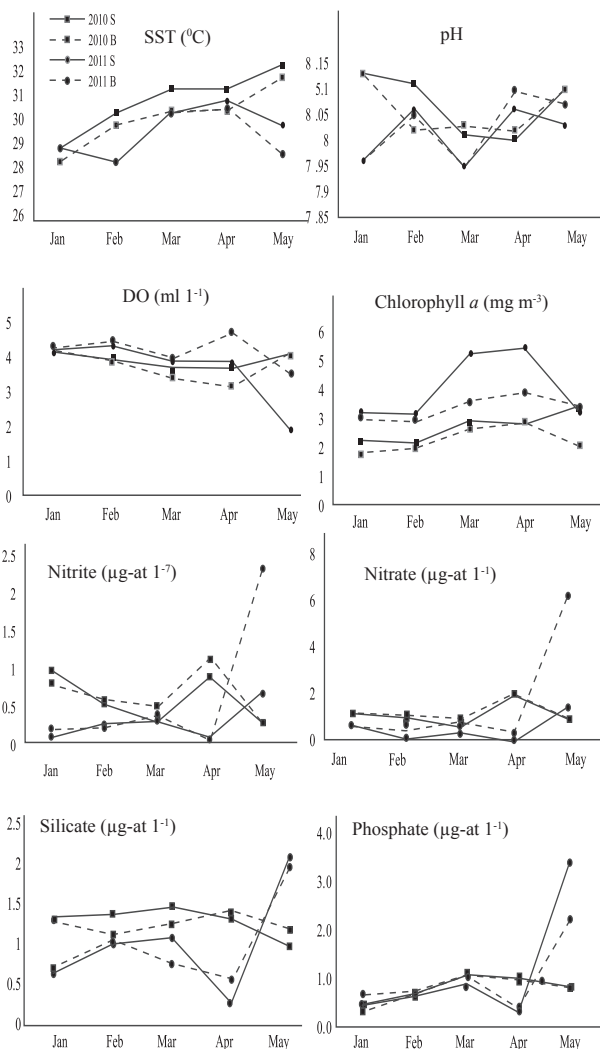 2010 S
2010 B
2011 S
2011 B
SST (⁰C)
33
32
31
30
29
28
27
26
Jan Feb Mar Apr May
pH
8 .15
5.1
8 .05
8
7 .95
7.9
7 .85
Jan Feb Mar Apr May
DO (ml 1⁻¹)
5
4
3
2
1
0
Jan Feb Mar Apr May
Chlorophyll a (mg m⁻³)
6
5
4
3
2
1
0
Jan Feb Mar Apr May
Nitrite (µg-at 1⁻⁷)
2.5
2
1.5
1
0.5
0
Jan Feb Mar Apr May
Nitrate (µg-at 1⁻¹)
8
6
4
2
0
Jan Feb Mar Apr May
Silicate (µg-at 1⁻¹)
2.5
2
1.5
1
0.5
0
Jan Feb Mar Apr May
Phosphate (µg-at 1⁻¹)
4.0
3.0
2.0
1.0
0.0
Jan Feb Mar Apr May